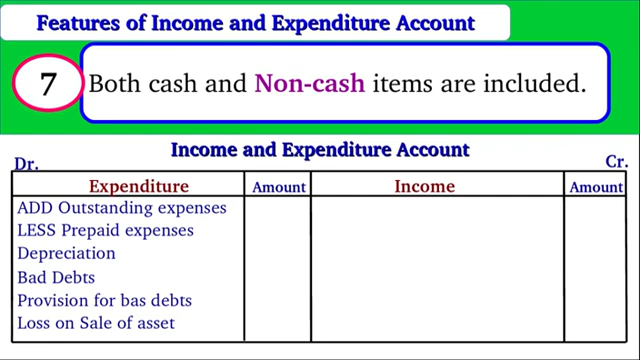 Features of Income and Expenditure Account
7 Both cash and Non-cash items are included.
Income and Expenditure Account
Dr. Cr.
Expenditure Amount Income Amount
ADD Outstanding expenses
LESS Prepaid expenses
Depreciation
Bad Debts
Provision for bas debts
Loss on Sale of asset